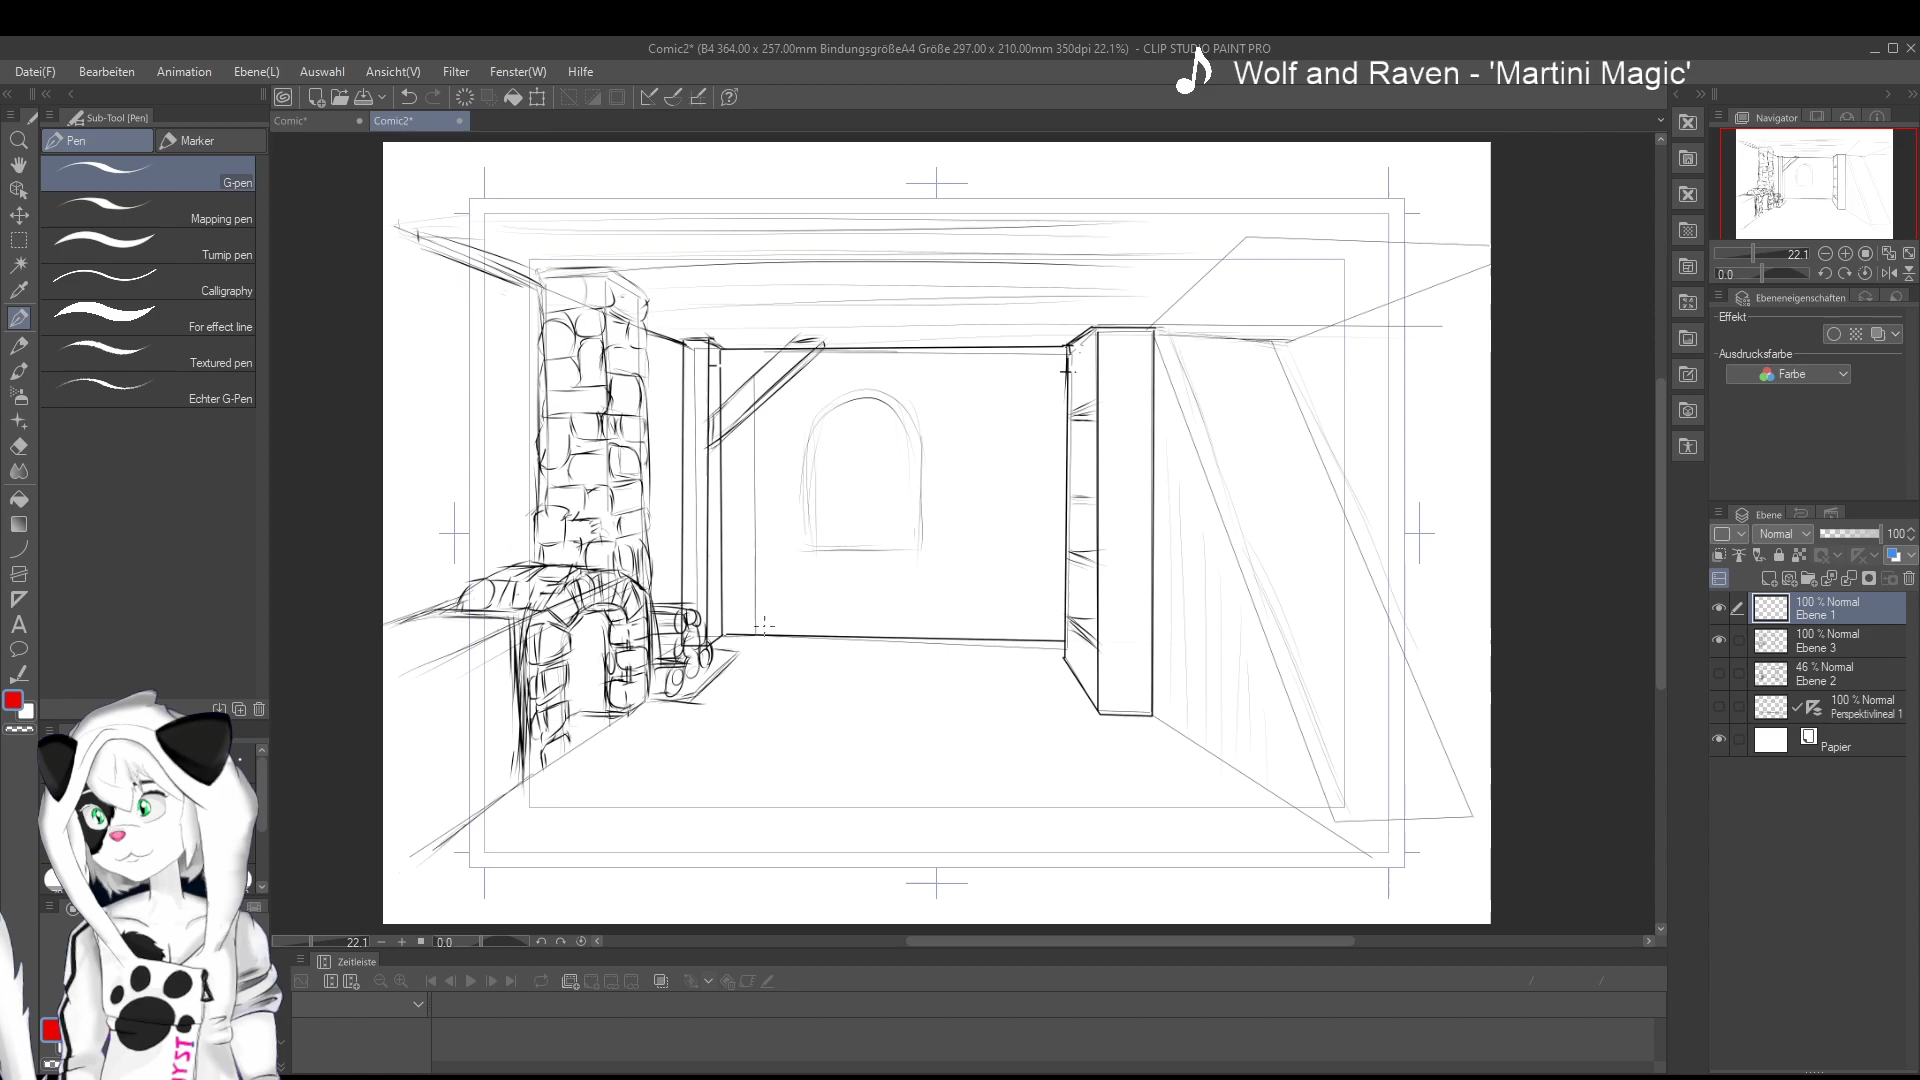 Comic2* (B4 364.00 x 257.00mm BindungsgrößeA4 Größe 297.00 x 210.00mm 350dpi 22.1%) - CLIP STUDIO PAINT PRO
Datei(F) Bearbeiten Animation Ebene(L) Auswahl Ansicht(V) Filter Fenster(W) Hilfe
Wolf and Raven - 'Martini Magic'
Sub-Tool [Pen]
Comic* Comic2*
Pen Marker
G-pen
Mapping pen
Turnip pen
Calligraphy
For effect line
Textured pen
Echter G-Pen
Navigator
22.1
0.0
Ebeneneigenschaften
Effekt
Ausdrucksfarbe
Farbe
Ebene
Normal 100
100 % Normal
Ebene 1
100 % Normal
Ebene 3
46 % Normal
Ebene 2
100 % Normal
Perspektivlineal 1
Papier
22.1 0.0
Zeitleiste